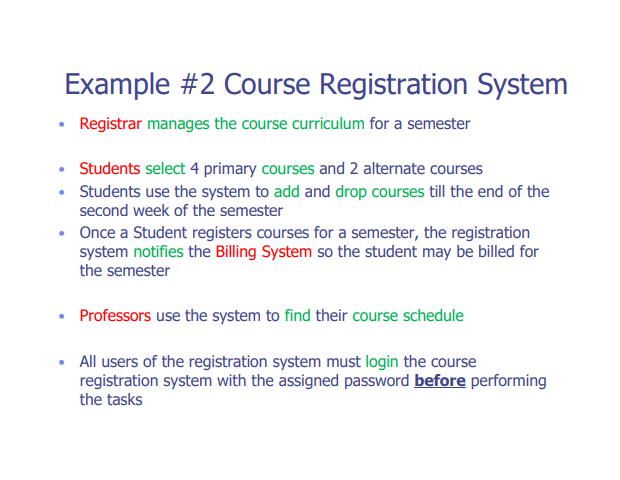 Example #2 Course Registration System
• Registrar manages the course curriculum for a semester
• Students select 4 primary courses and 2 alternate courses
• Students use the system to add and drop courses till the end of the
second week of the semester
• Once a Student registers courses for a semester, the registration
system notifies the Billing System so the student may be billed for
the semester
• Professors use the system to find their course schedule
• All users of the registration system must login the course
registration system with the assigned password before performing
the tasks